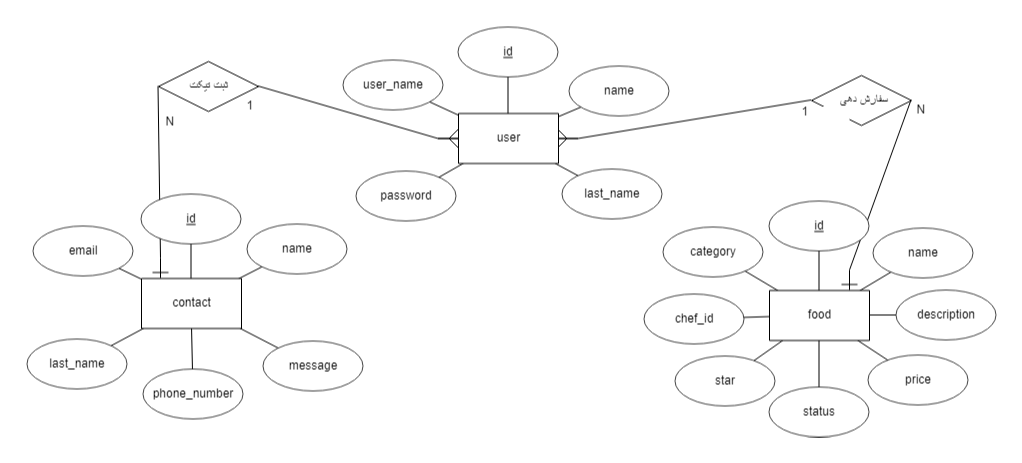 id
user_name
name
ثبت تیکت
سفارش دهی
1
N
1
N
user
password
last_name
id
email
name
contact
last_name
message
phone_number
id
category
name
chef_id
food
description
star
price
status